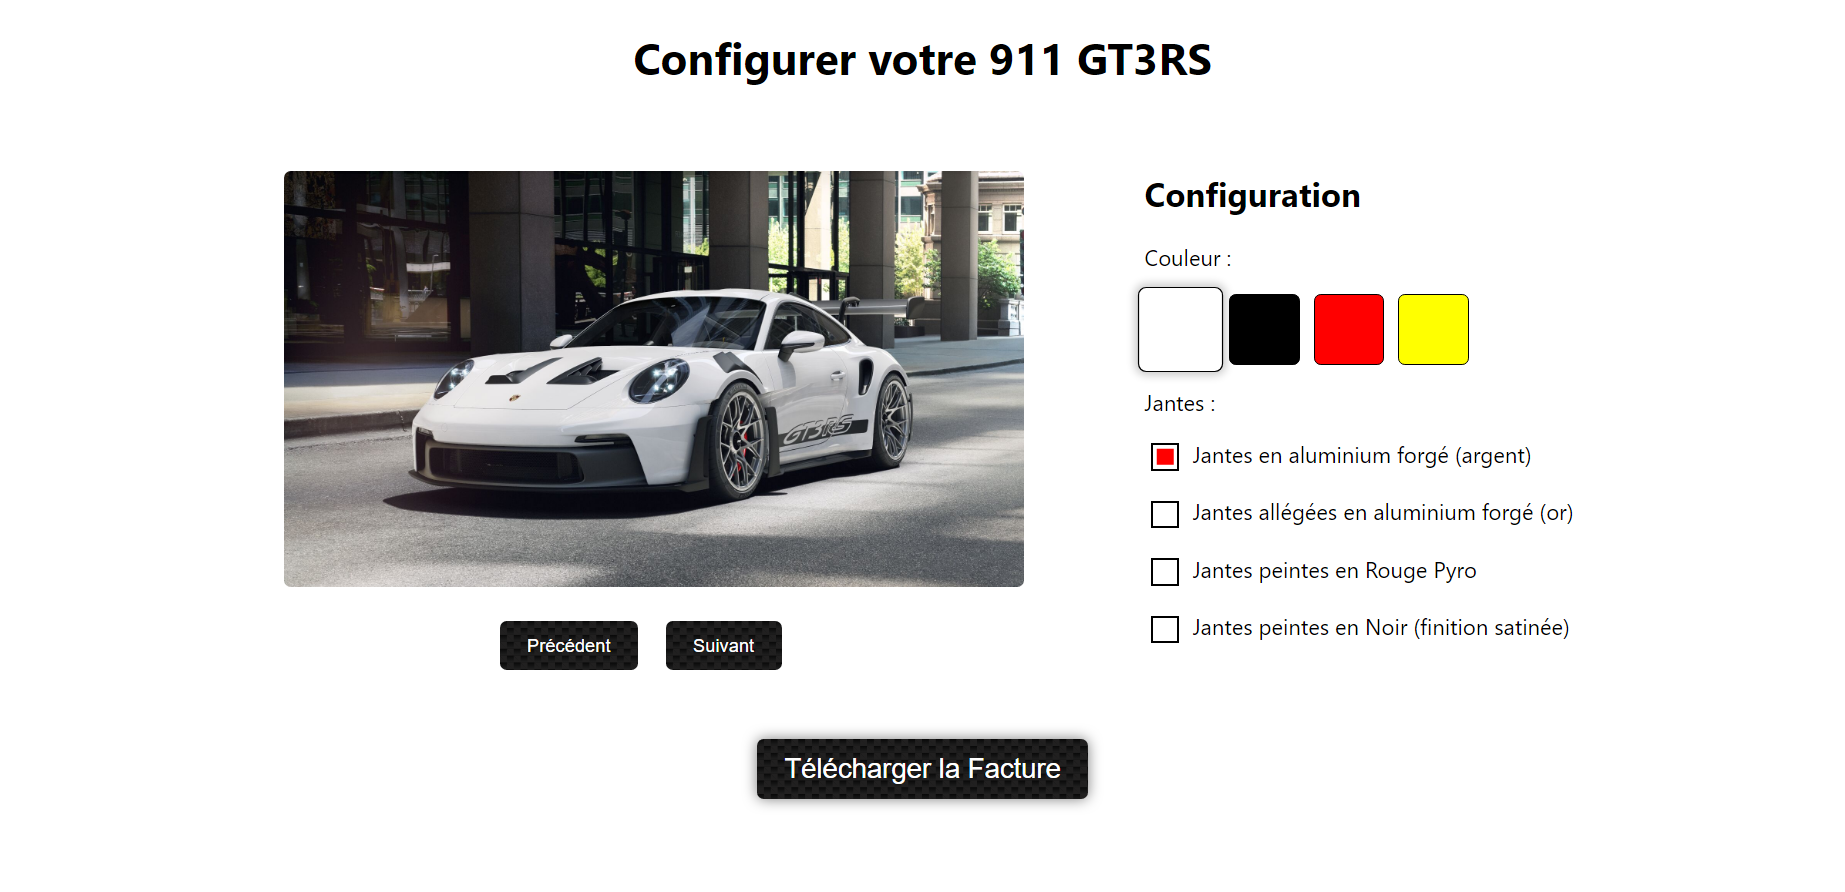 Configurer votre 911 GT3RS
GT3RS
Configuration
Couleur :
Jantes :
Jantes en aluminium forgé (argent)
Jantes allégées en aluminium forgé (or)
Jantes peintes en Rouge Pyro
Jantes peintes en Noir (finition satinée)
Précédent
Suivant
Télécharger la Facture